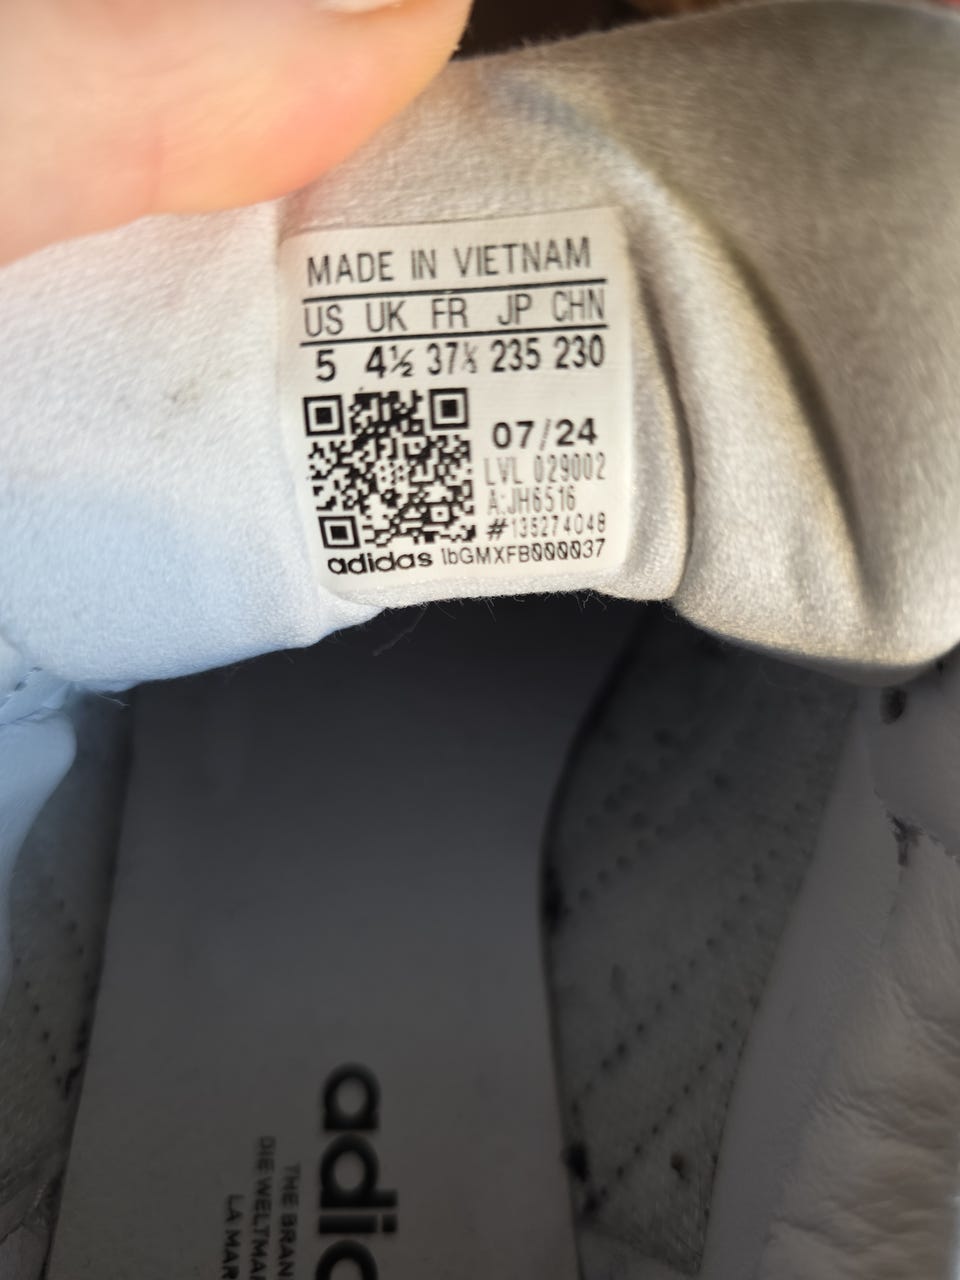 MADE IN VIETNAM
US UK FR JP CHN
5 4½ 37⅓ 235 230
07/24
LVL 029002
A:JH6516
#135274048
adidas lbGMXFB000037
adid
THE BRAN
DIE WELTMA
LA MAR